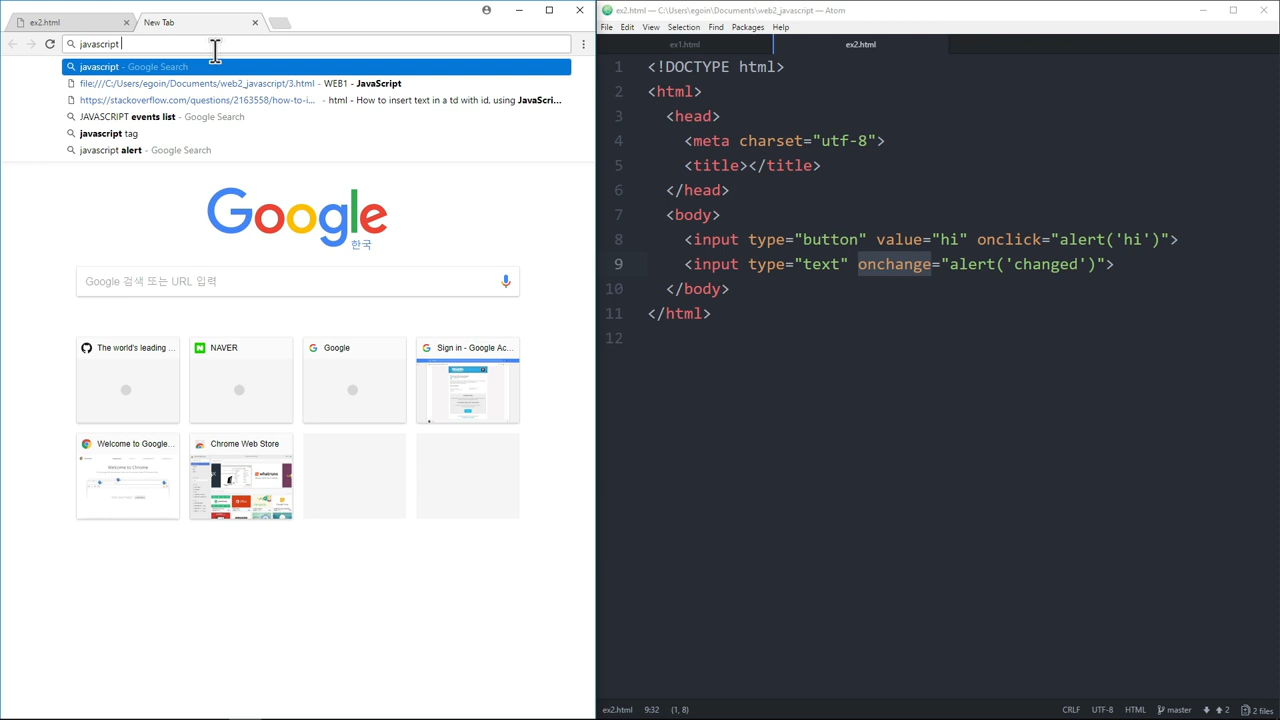 ex2.html
New Tab
javascript
javascript - Google Search
file:///C:/Users/egoin/Documents/web2_javascript/3.html - WEB1 - JavaScript
https://stackoverflow.com/questions/2163558/how-to-i... - html - How to insert text in a td with id. using JavaScri...
JAVASCRIPT events list - Google Search
javascript tag
javascript alert - Google Search
Google
한국
Google 검색 또는 URL 입력
The world's leading ...
NAVER
Google
Sign in - Google Ac...
Welcome to Google...
Chrome Web Store
Welcome to Chrome
ex2.html — C:\Users\egoin\Documents\web2_javascript — Atom
File Edit View Selection Find Packages Help
ex1.html
ex2.html
1 <!DOCTYPE html>
2 <html>
3 <head>
4 <meta charset="utf-8">
5 <title></title>
6 </head>
7 <body>
8 <input type="button" value="hi" onclick="alert('hi')">
9 <input type="text" onchange="alert('changed')">
10 </body>
11 </html>
12
ex2.html 9:32 (1, 8)
CRLF UTF-8 HTML master 2 2 files